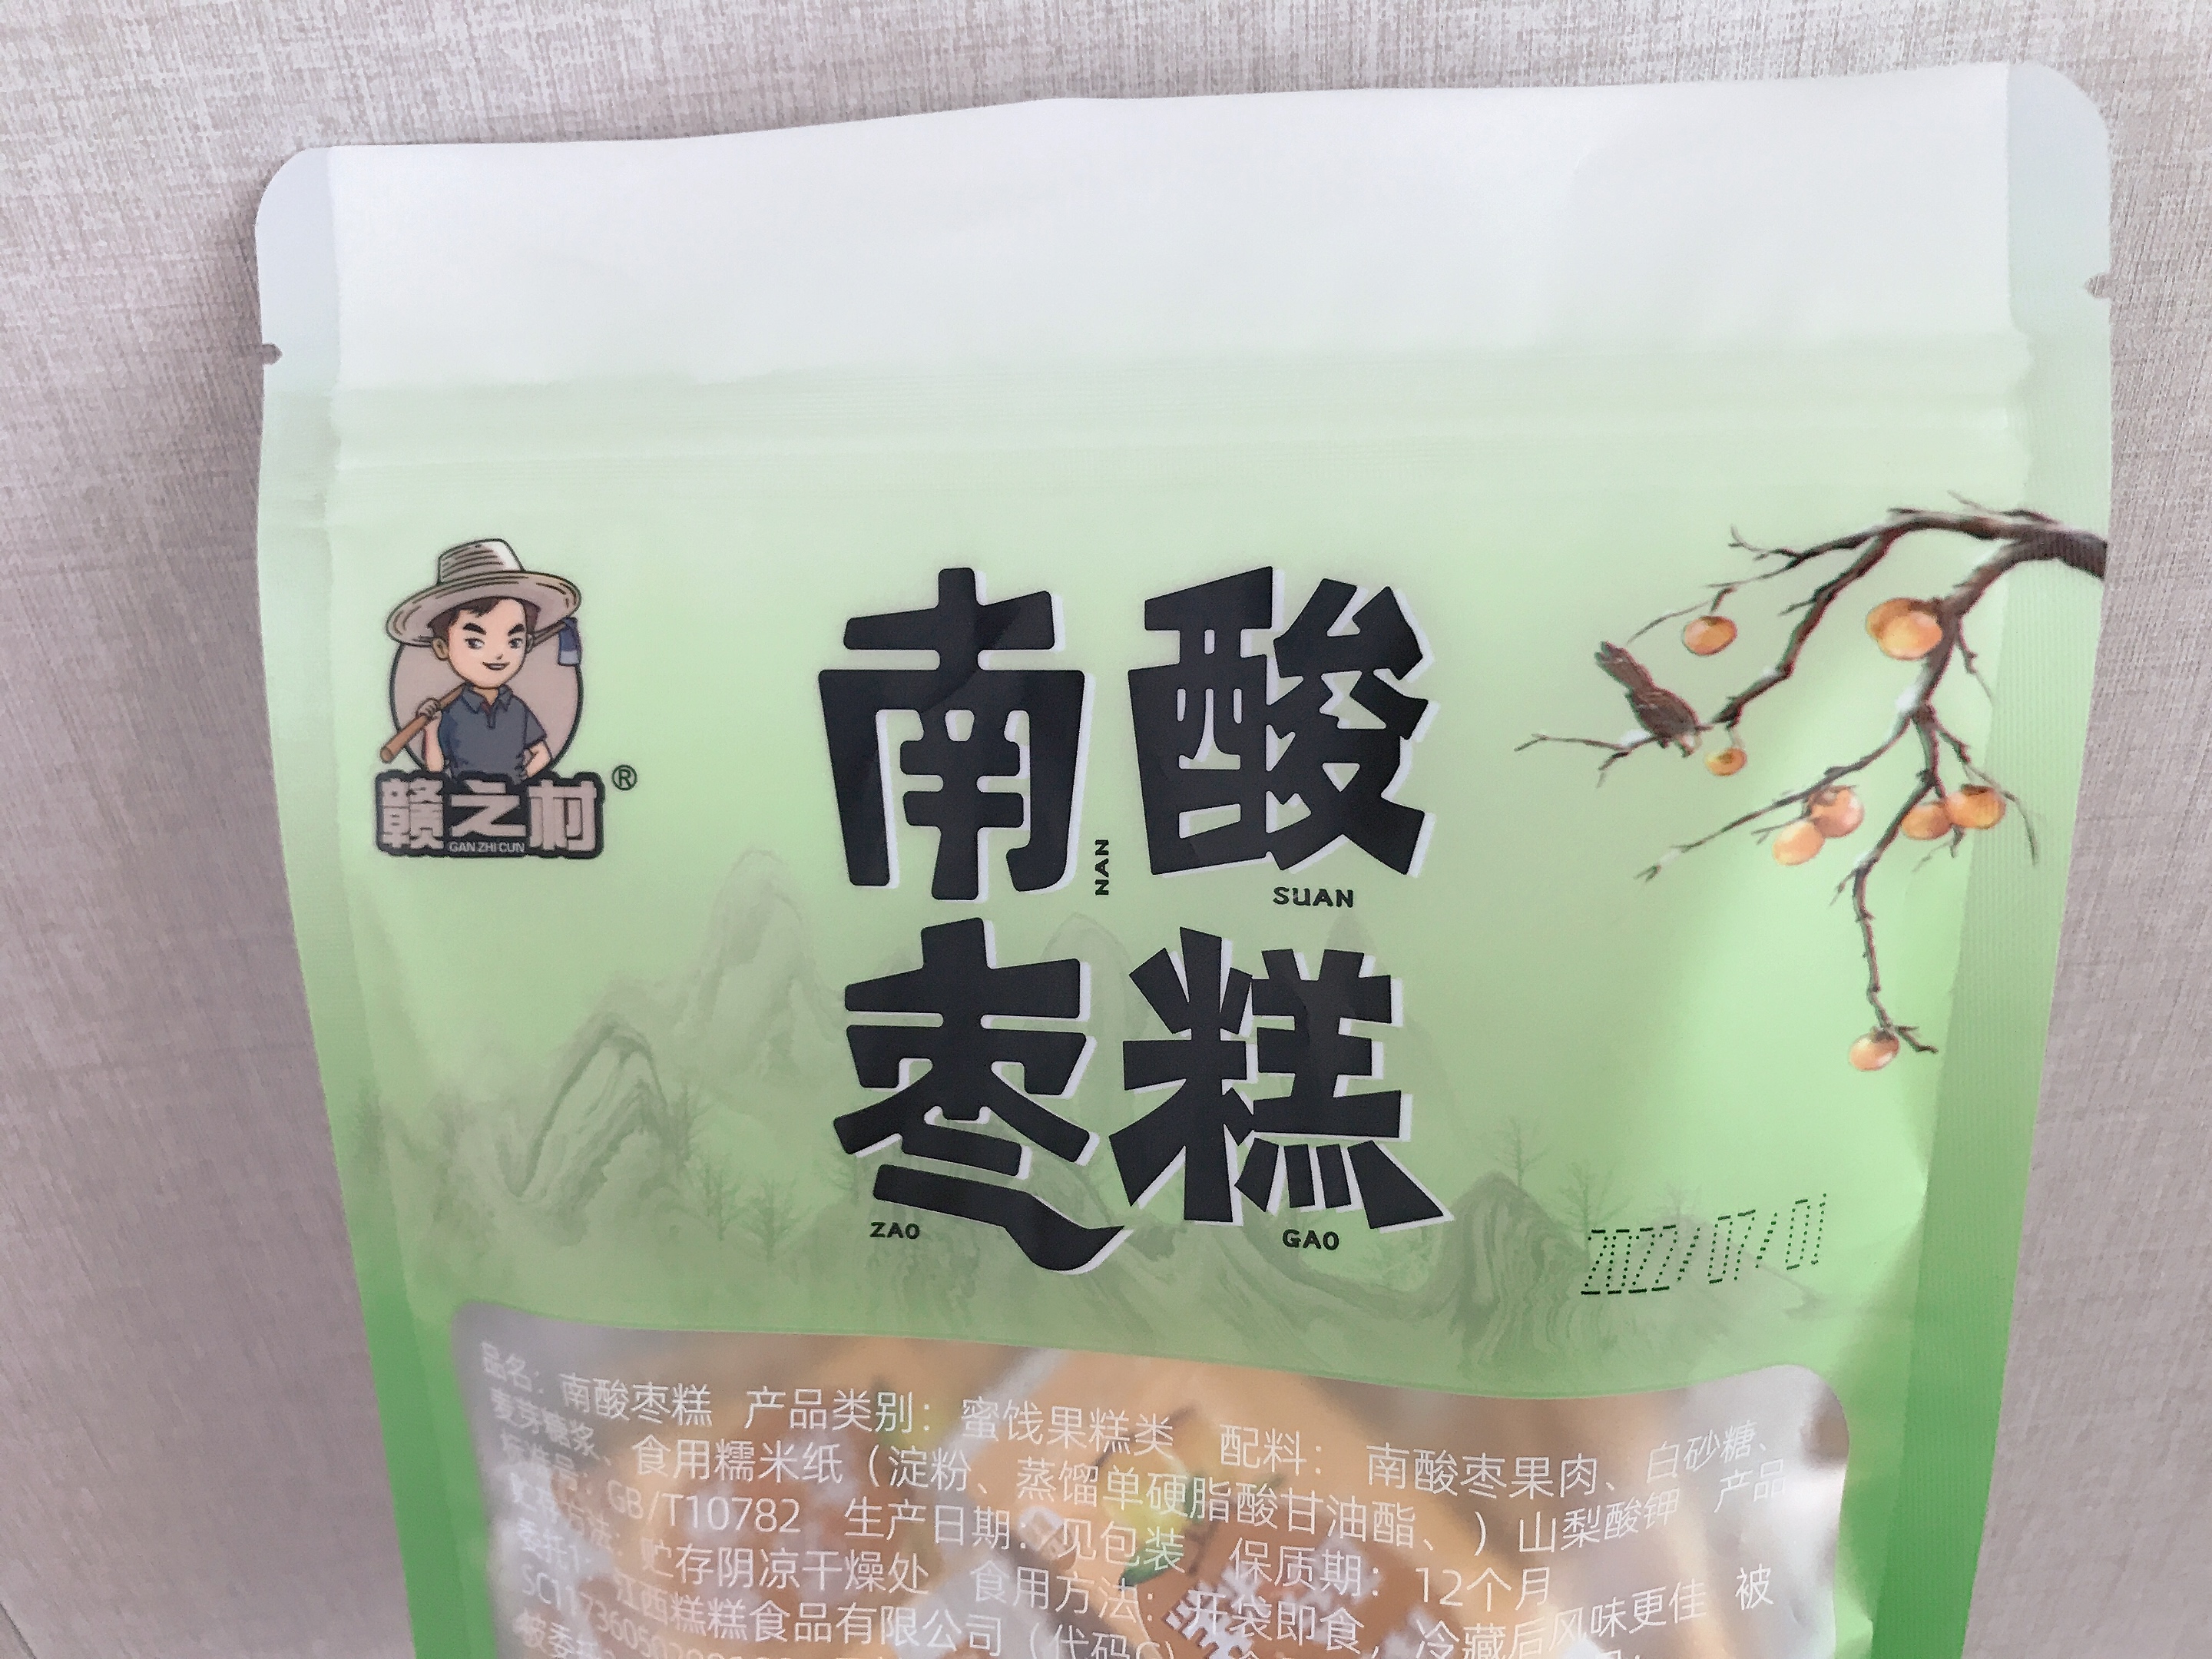 赣之村®
GAN ZHI CUN
南酸
NAN
SUAN
枣糕
ZAO
GAO
2022/07/01
品名：南酸枣糕 产品类别：蜜饯果糕类 配料：南酸枣果肉、白砂糖、
麦芽糖浆、食用糯米纸（淀粉、蒸馏单硬脂酸甘油酯、）山梨酸钾 产品
标准号：GB/T10782 生产日期：见包装 保质期：12个月
贮存方法：贮存阴凉干燥处 食用方法：开袋即食，冷藏后风味更佳 被
委托1：江西糕糕食品有限公司（代码C）
被委托